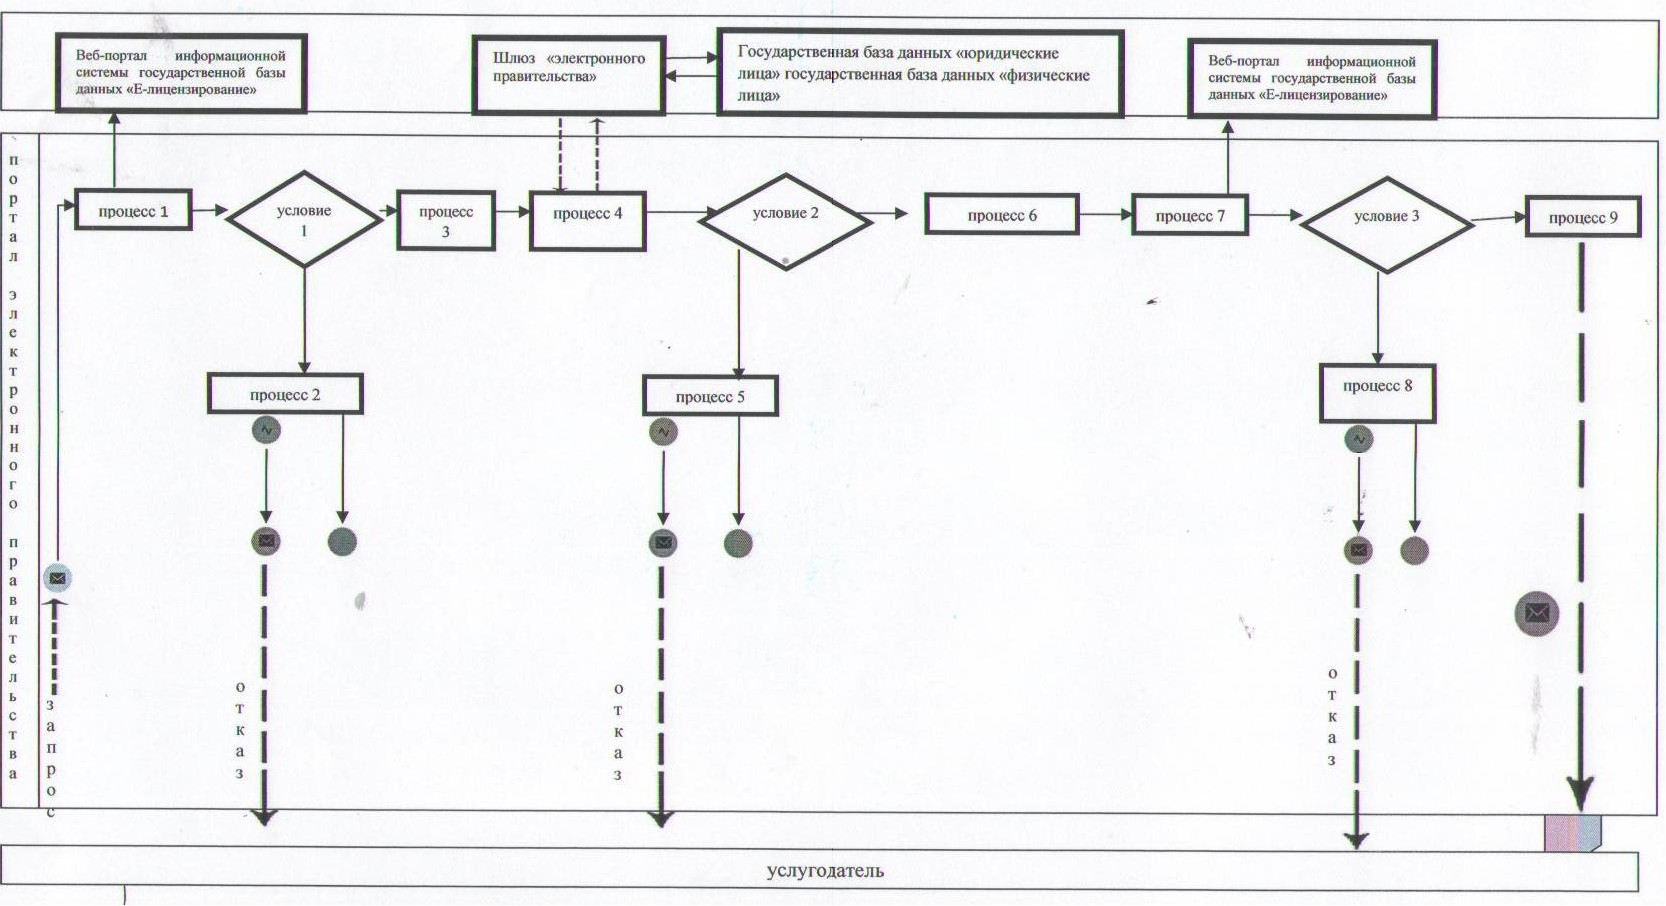 Веб-портал информационной
системы государственной базы
данных «Е-лицензирование»
Шлюз «электронного
правительства»
Государственная база данных «юридические
лица» государственная база данных «физические
лица»
Веб-портал информационной
системы государственной базы
данных «Е-лицензирование»
портал электронного правительства
процесс 1
условие
1
процесс
3
процесс 4
условие 2
процесс 6
процесс 7
условие 3
процесс 9
процесс 2
процесс 5
процесс 8
запрос
отказ
отказ
отказ
услугодатель